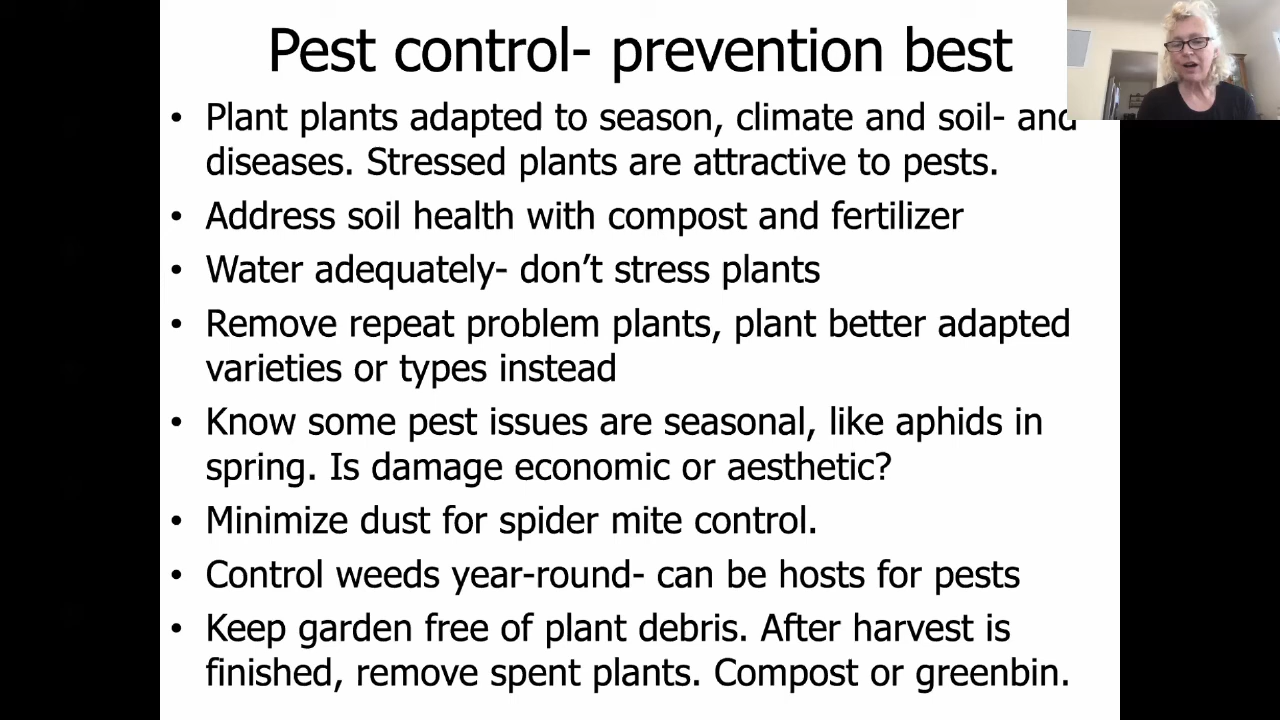 Pest control- prevention best
• Plant plants adapted to season, climate and soil- and
diseases. Stressed plants are attractive to pests.
• Address soil health with compost and fertilizer
• Water adequately- don’t stress plants
• Remove repeat problem plants, plant better adapted
varieties or types instead
• Know some pest issues are seasonal, like aphids in
spring. Is damage economic or aesthetic?
• Minimize dust for spider mite control.
• Control weeds year-round- can be hosts for pests
• Keep garden free of plant debris. After harvest is
finished, remove spent plants. Compost or greenbin.